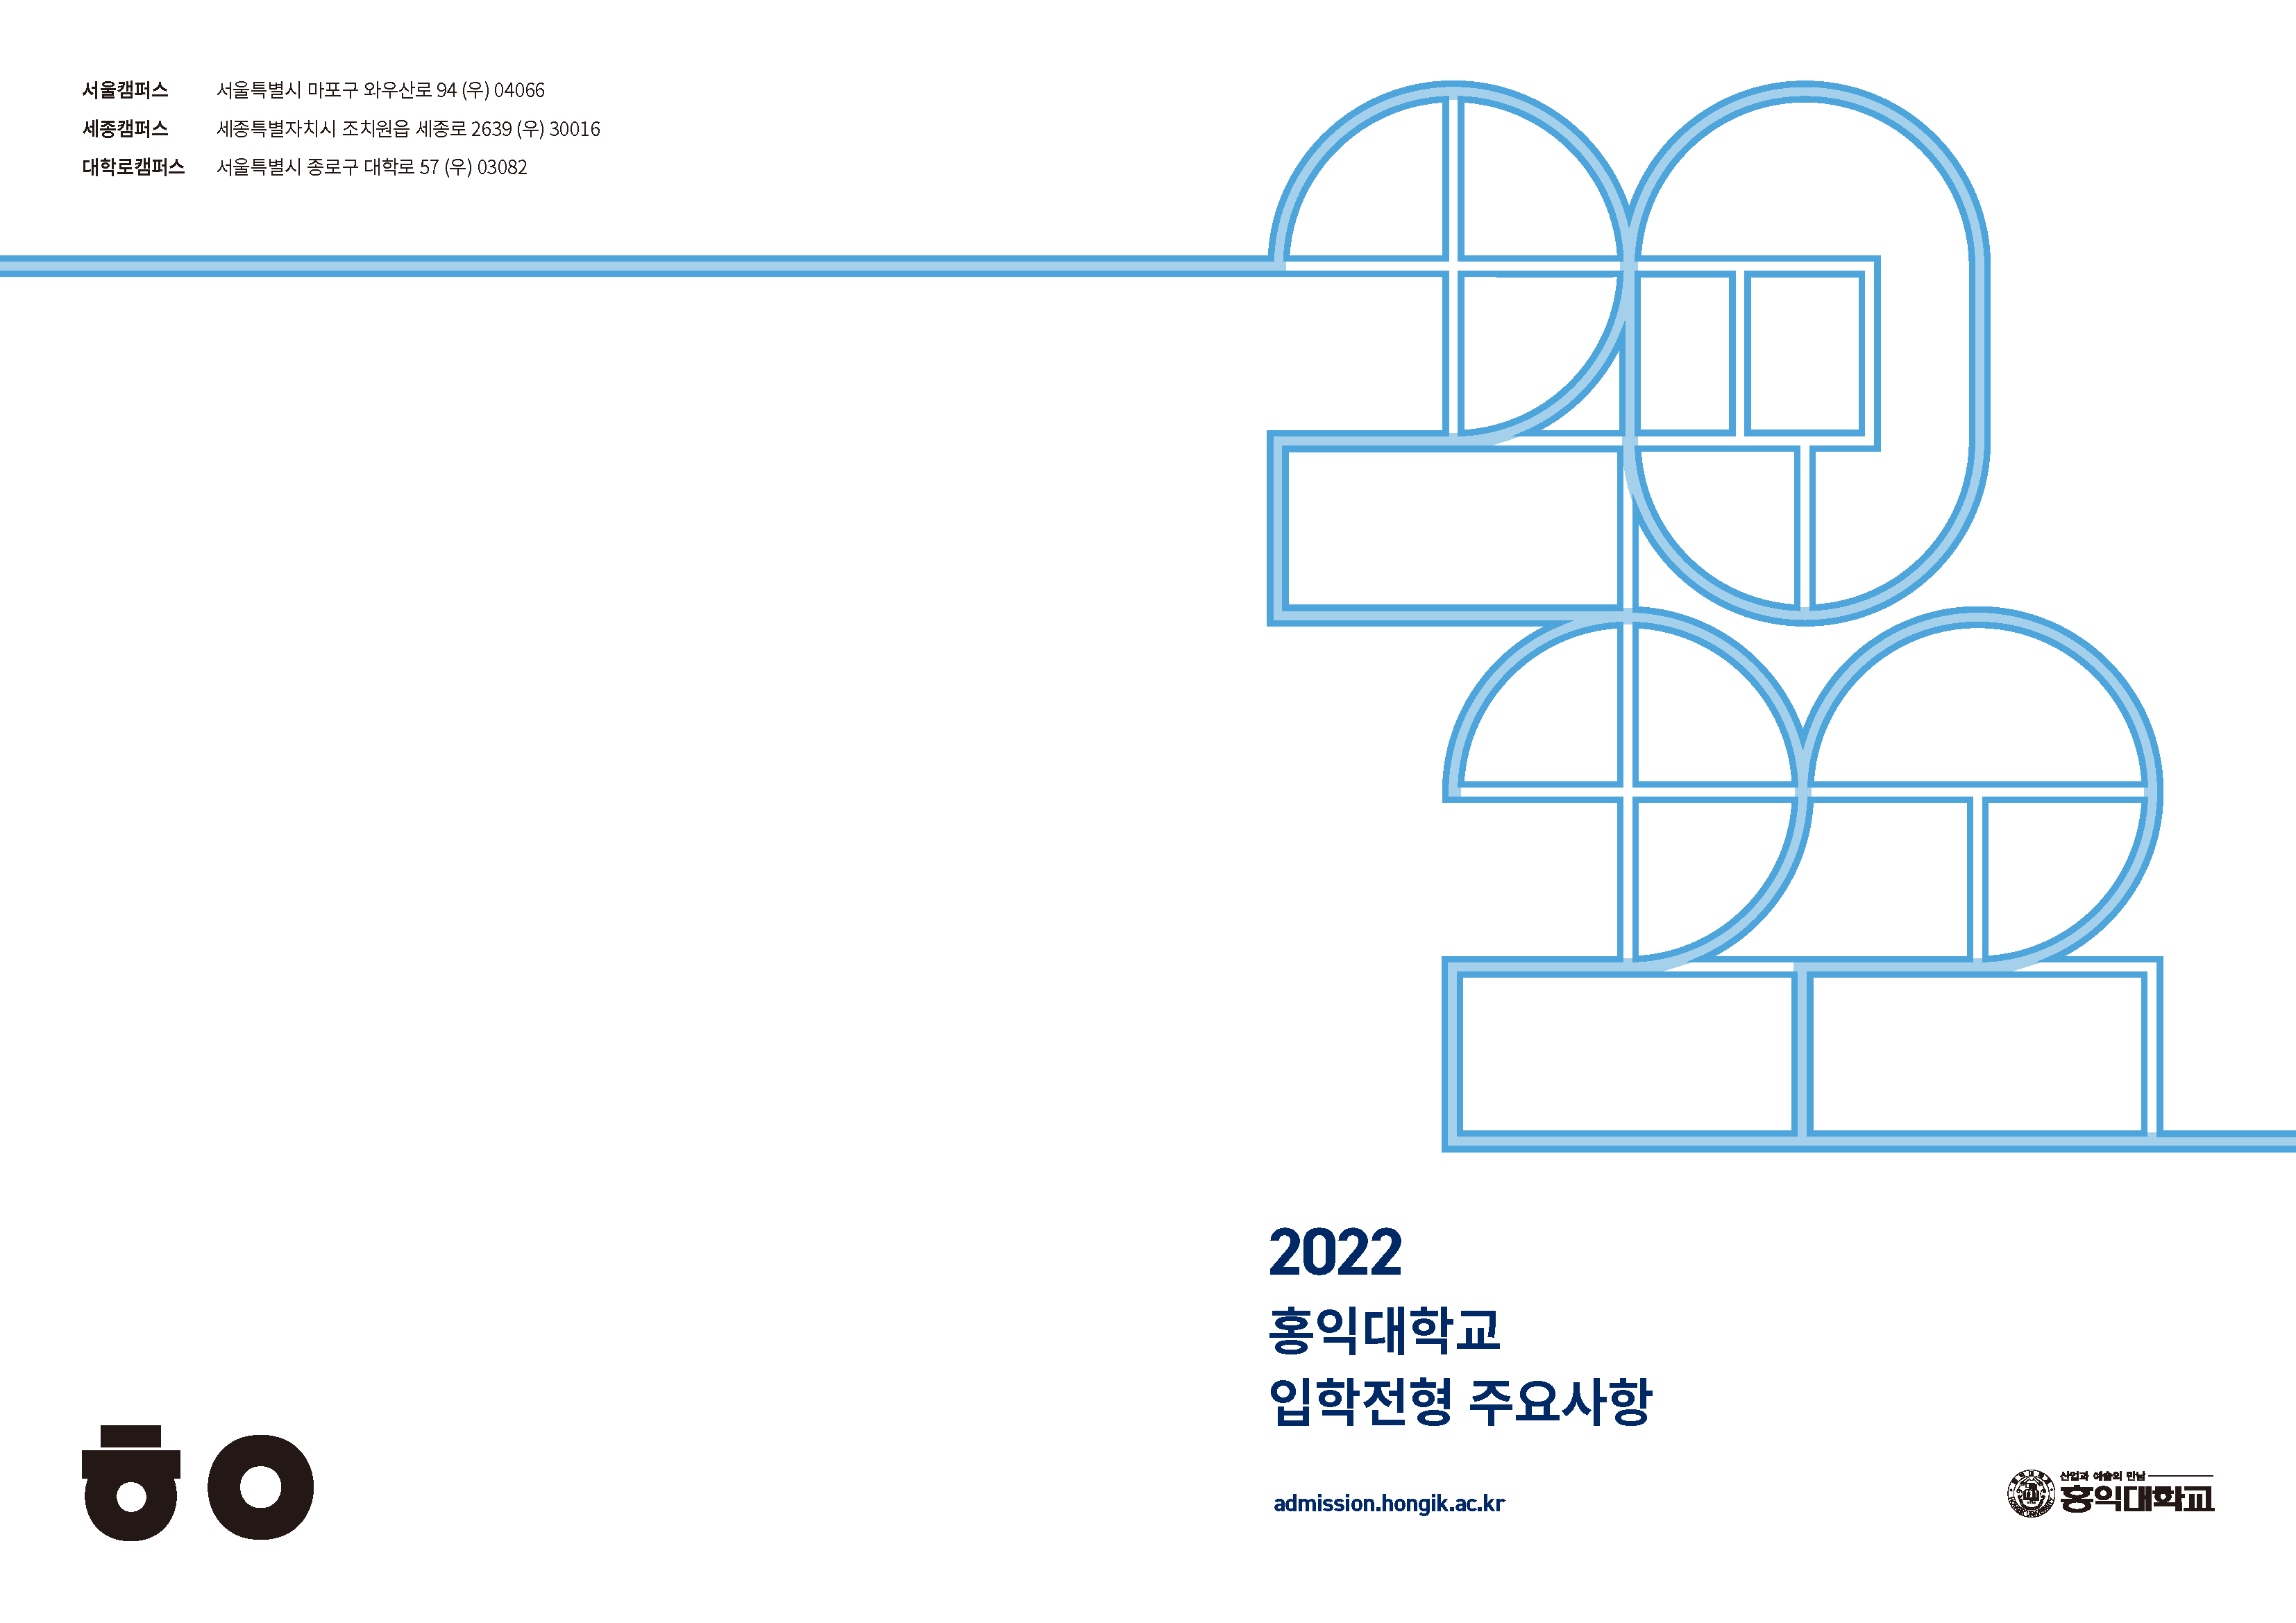 서울캠퍼스 서울특별시 마포구 와우산로 94 (우) 04066
세종캠퍼스 세종특별자치시 조치원읍 세종로 2639 (우) 30016
대학로캠퍼스 서울특별시 종로구 대학로 57 (우) 03082
2022
홍익대학교
입학전형 주요사항
admission.hongik.ac.kr
산업과 예술의 만남
홍익대학교